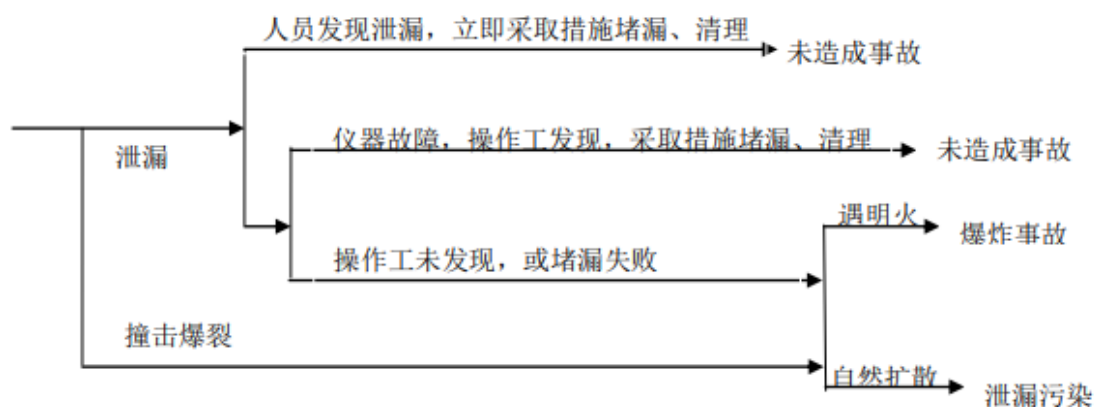 人员发现泄漏，立即采取措施堵漏、清理
未造成事故
仪器故障，操作工发现，采取措施堵漏、清理
未造成事故
泄漏
遇明火
爆炸事故
操作工未发现，或堵漏失败
撞击爆裂
自然扩散
泄漏污染